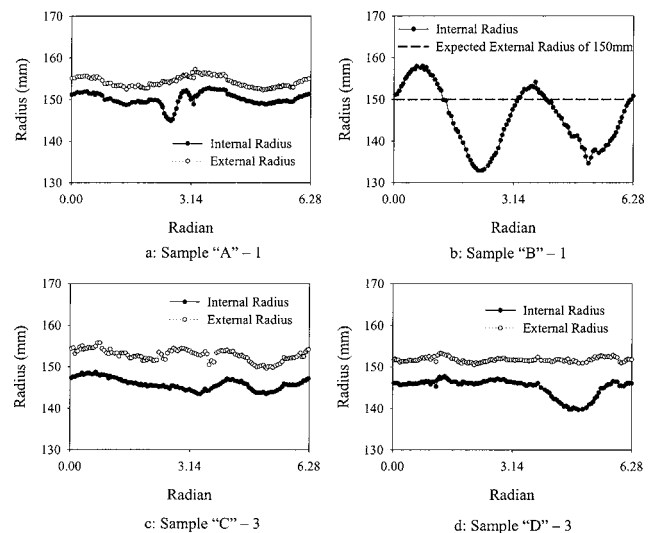 170
160
150
140
130
Radius (mm)
Internal Radius
External Radius
0.00 3.14 6.28
Radian
a: Sample “A” – 1
170
160
150
140
130
Radius (mm)
Internal Radius
Expected External Radius of 150mm
0.00 3.14 6.28
Radian
b: Sample “B” – 1
170
160
150
140
130
Radius (mm)
Internal Radius
External Radius
0.00 3.14 6.28
Radian
c: Sample “C” – 3
170
160
150
140
130
Radius (mm)
Internal Radius
External Radius
0.00 3.14 6.28
Radian
d: Sample “D” – 3